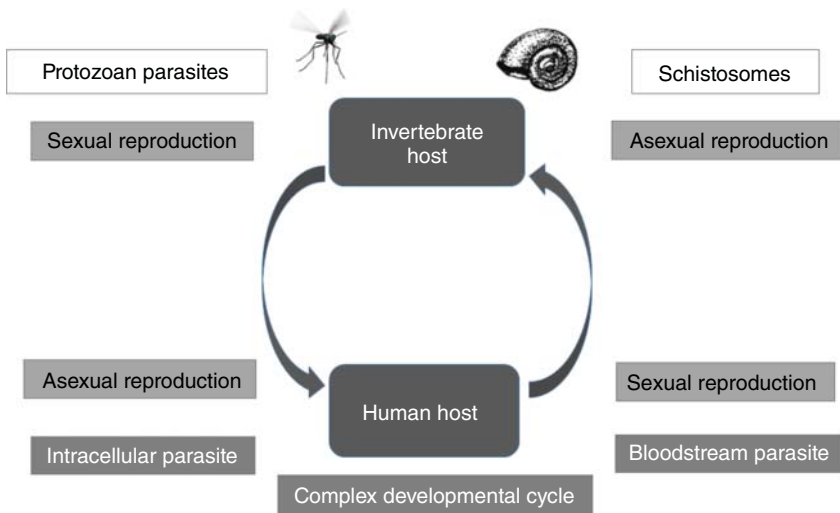 Protozoan parasites
Schistosomes
Sexual reproduction
Invertebrate
host
Asexual reproduction
Asexual reproduction
Human host
Sexual reproduction
Intracellular parasite
Bloodstream parasite
Complex developmental cycle